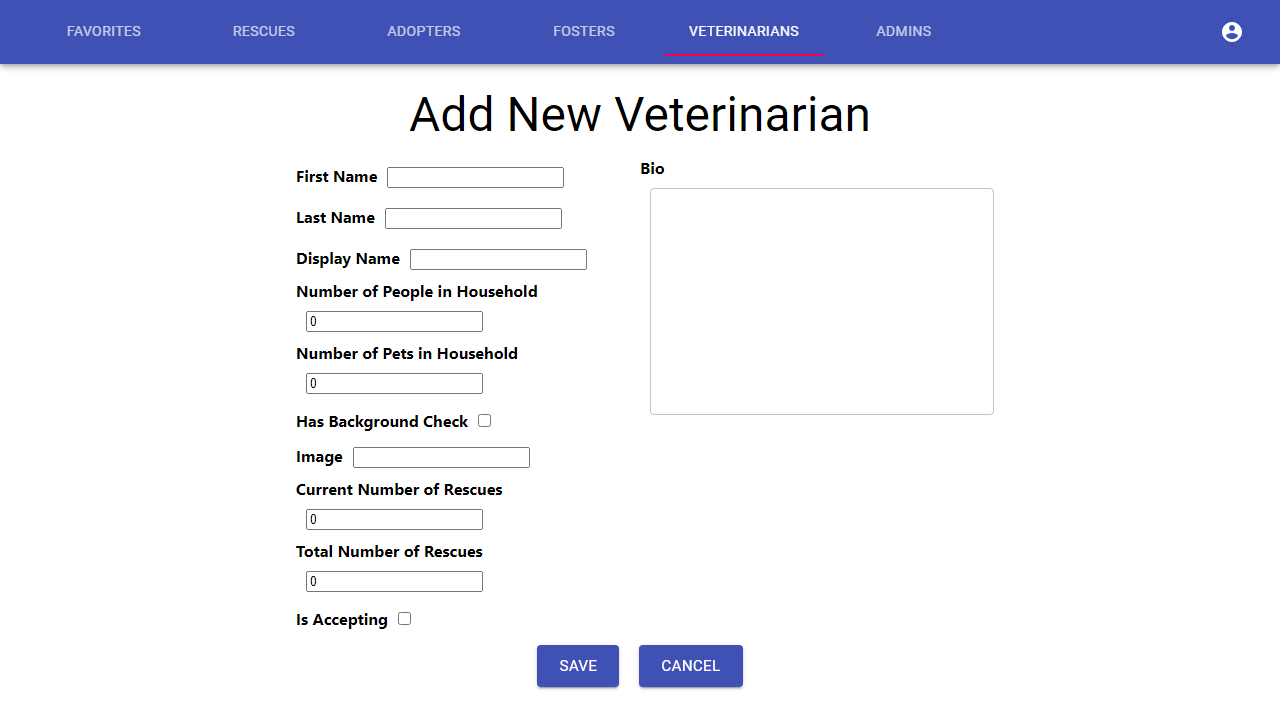 FAVORITES RESCUES ADOPTERS FOSTERS VETERINARIANS ADMINS
Add New Veterinarian
First Name
Last Name
Display Name
Number of People in Household
0
Number of Pets in Household
0
Has Background Check
Image
Current Number of Rescues
0
Total Number of Rescues
0
Is Accepting
Bio
SAVE CANCEL